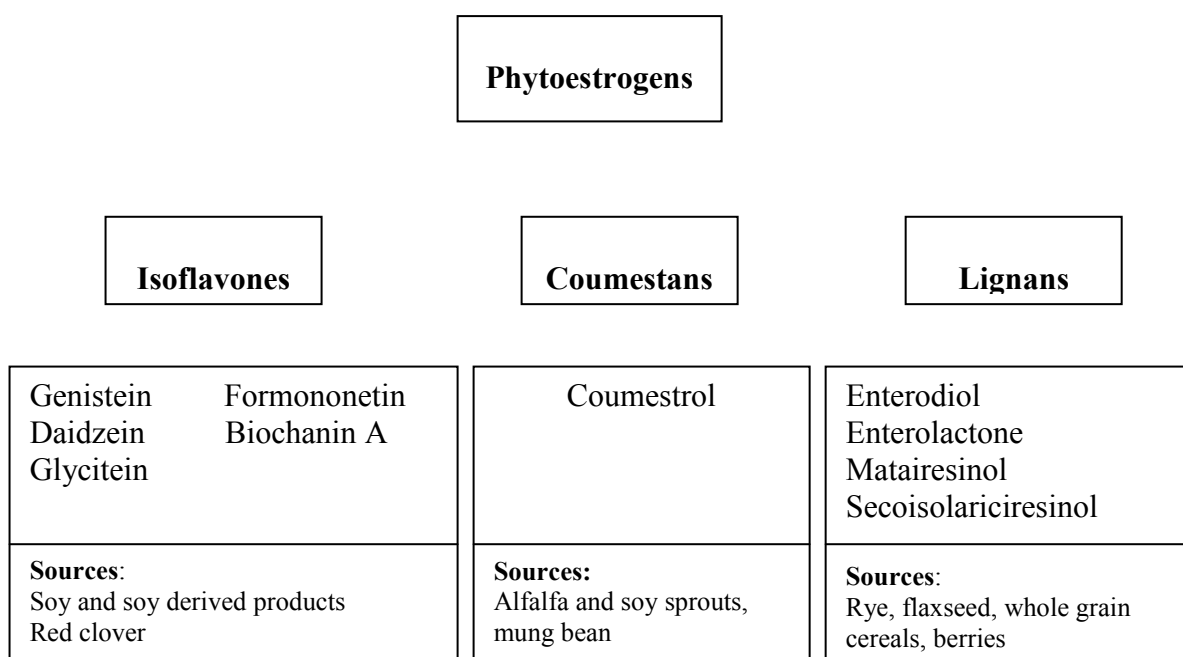 Phytoestrogens
Isoflavones
Coumestans
Lignans
Genistein Formononetin
Daidzein Biochanin A
Glycitein
Sources:
Soy and soy derived products
Red clover
Coumestrol
Sources:
Alfalfa and soy sprouts,
mung bean
Enterodiol
Enterolactone
Matairesinol
Secoisolariciresinol
Sources:
Rye, flaxseed, whole grain
cereals, berries